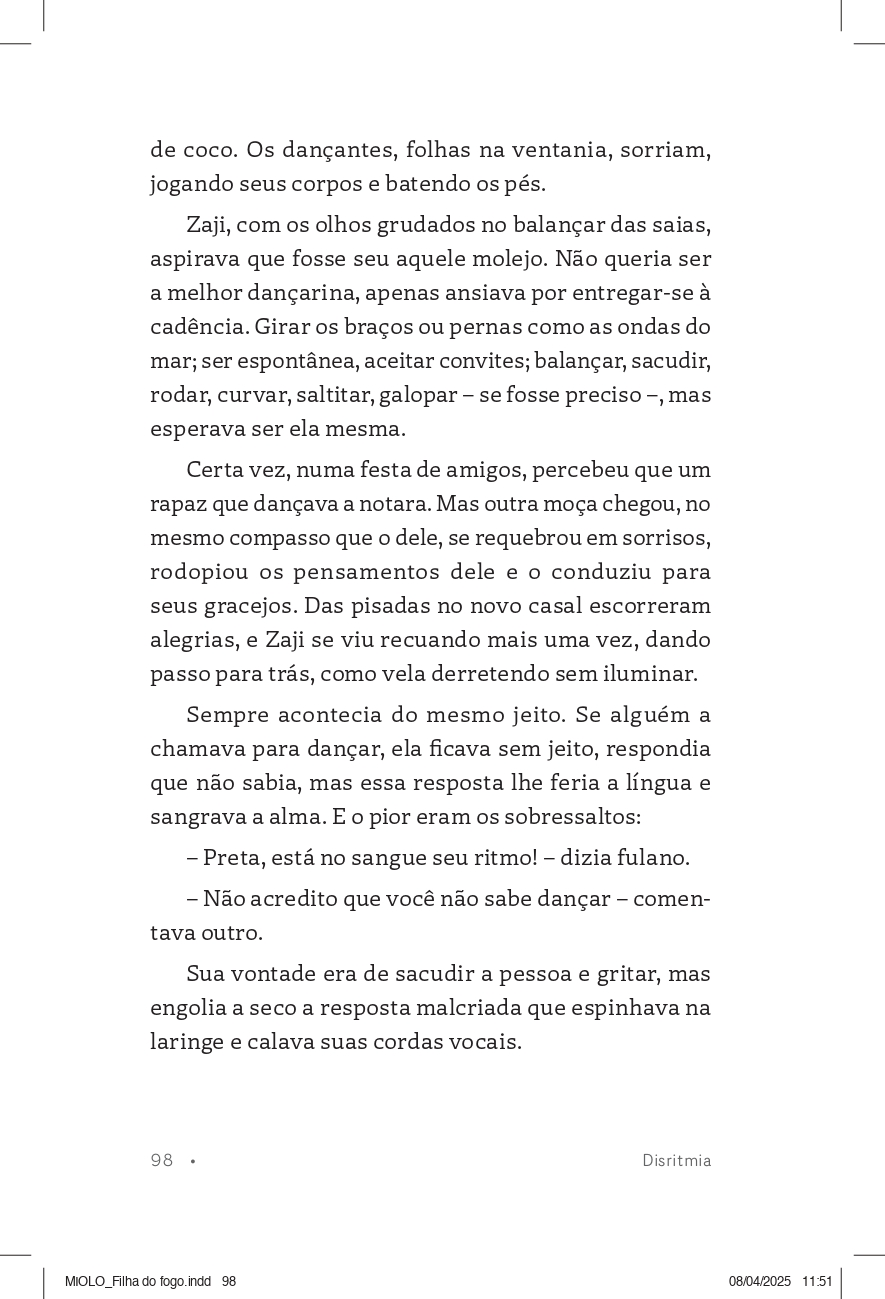 de coco. Os dançantes, folhas na ventania, sorriam,
jogando seus corpos e batendo os pés.
Zaji, com os olhos grudados no balançar das saias,
aspirava que fosse seu aquele molejo. Não queria ser
a melhor dançarina, apenas ansiava por entregar-se à
cadência. Girar os braços ou pernas como as ondas do
mar; ser espontânea, aceitar convites; balançar, sacudir,
rodar, curvar, saltitar, galopar – se fosse preciso –, mas
esperava ser ela mesma.
Certa vez, numa festa de amigos, percebeu que um
rapaz que dançava a notara. Mas outra moça chegou, no
mesmo compasso que o dele, se requebrou em sorrisos,
rodopiou os pensamentos dele e o conduziu para
seus gracejos. Das pisadas no novo casal escorreram
alegrias, e Zaji se viu recuando mais uma vez, dando
passo para trás, como vela derretendo sem iluminar.
Sempre acontecia do mesmo jeito. Se alguém a
chamava para dançar, ela ficava sem jeito, respondia
que não sabia, mas essa resposta lhe feria a língua e
sangrava a alma. E o pior eram os sobressaltos:
– Preta, está no sangue seu ritmo! – dizia fulano.
– Não acredito que você não sabe dançar – comen-
tava outro.
Sua vontade era de sacudir a pessoa e gritar, mas
engolia a seco a resposta malcriada que espinhava na
laringe e calava suas cordas vocais.
98 • Disritmia
MIOLO_Filha do fogo.indd 98 08/04/2025 11:51